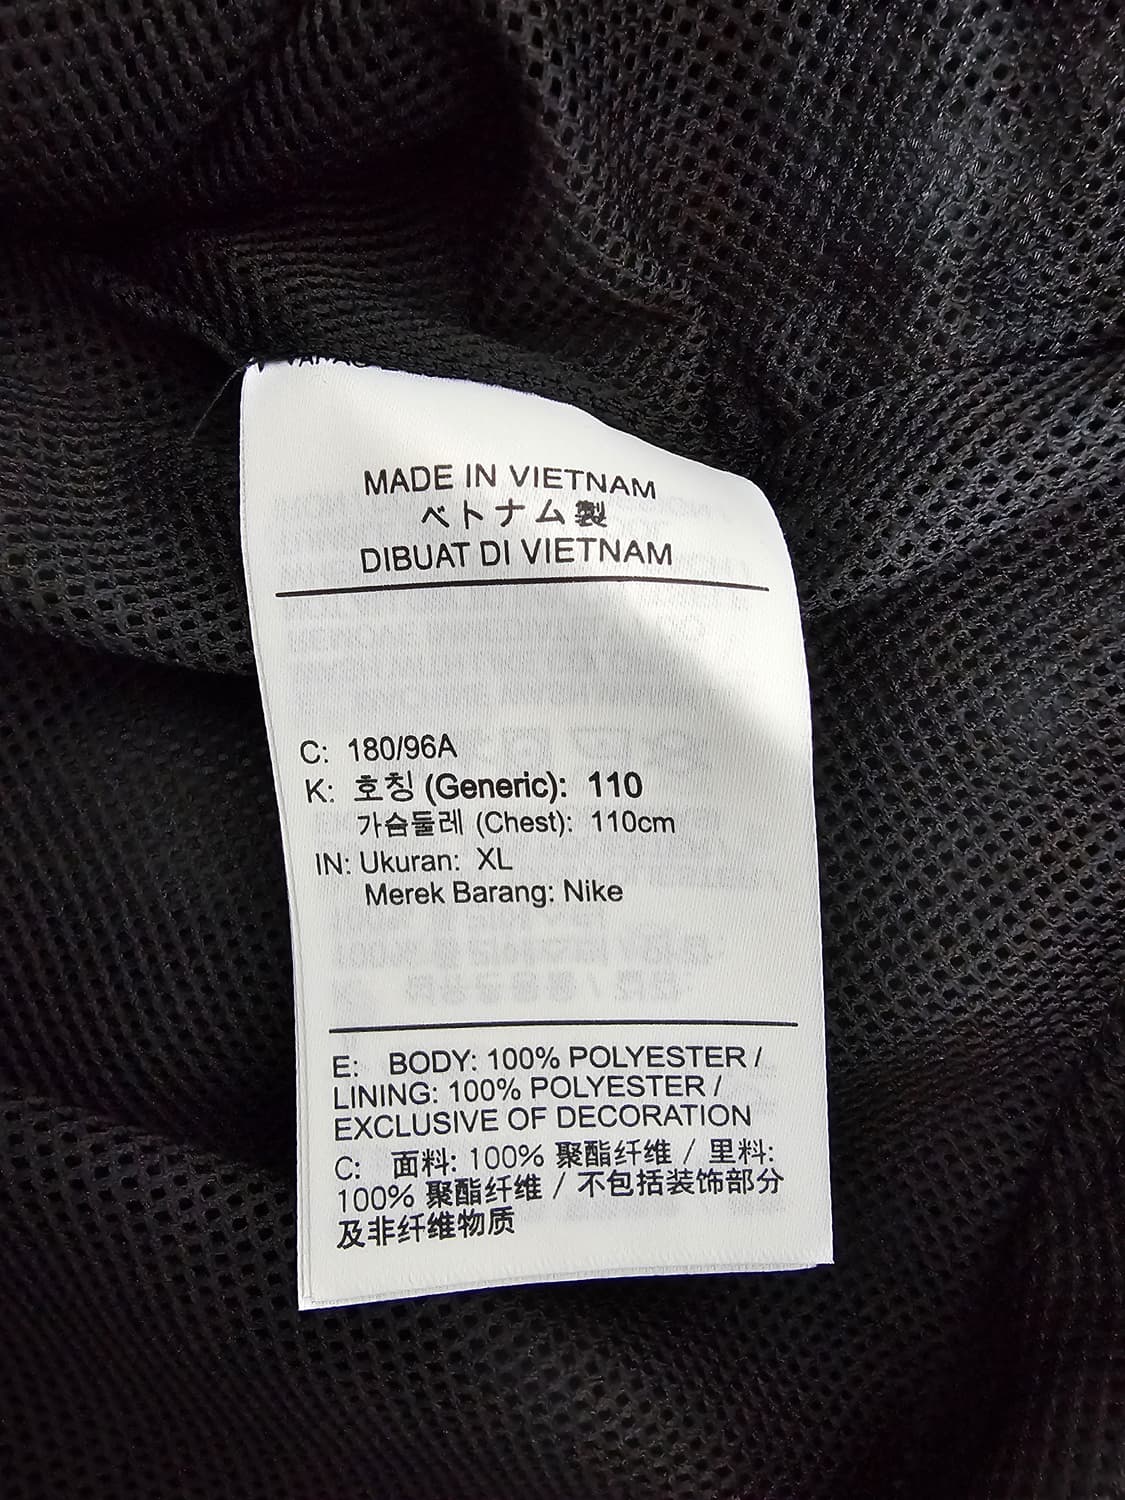 MADE IN VIETNAM
ベトナム製
DIBUAT DI VIETNAM
C: 180/96A
K: 호칭 (Generic): 110
가슴둘레 (Chest): 110cm
IN: Ukuran: XL
Merek Barang: Nike
E: BODY: 100% POLYESTER /
LINING: 100% POLYESTER /
EXCLUSIVE OF DECORATION
C: 面料: 100% 聚酯纤维 / 里料:
100% 聚酯纤维 / 不包括装饰部分
及非纤维物质